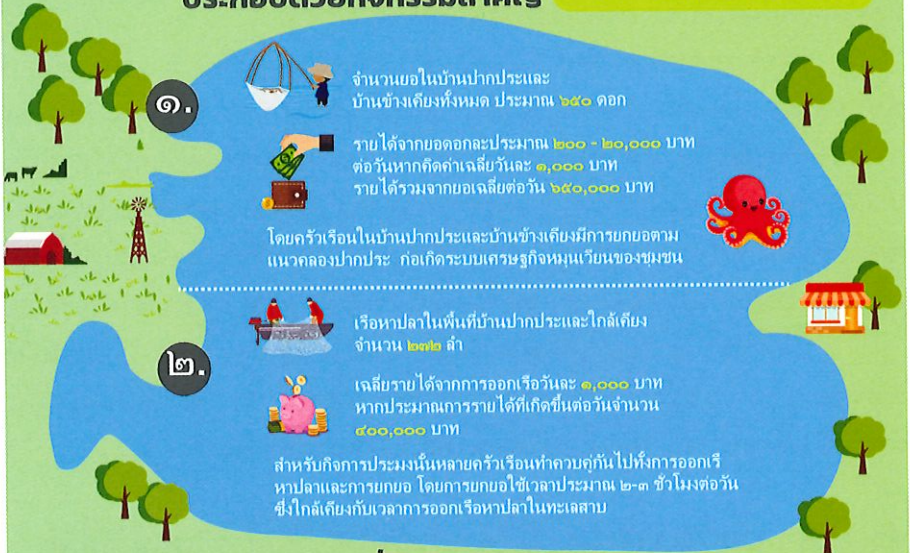 ประกอบด้วยกิจกรรมสำคัญ
๑.
จำนวนยอในบ้านปากประและ
บ้านข้างเคียงทั้งหมด ประมาณ ๖๕๐ ดอก
รายได้จากยอดอกละประมาณ ๒๐๐ - ๒๐,๐๐๐ บาท
ต่อวันหากคิดค่าเฉลี่ยวันละ ๑,๐๐๐ บาท
รายได้รวมจากยอเฉลี่ยต่อวัน ๖๕๐,๐๐๐ บาท
โดยครัวเรือนในบ้านปากประและบ้านข้างเคียงมีการยกยอตาม
แนวคลองปากประ ก่อเกิดระบบเศรษฐกิจหมุนเวียนของชุมชน
๒.
เรือหาปลาในพื้นที่บ้านปากประและใกล้เคียง
จำนวน ๒๗๒ ลำ
เฉลี่ยรายได้จากการออกเรือวันละ ๑,๐๐๐ บาท
หากประมาณการรายได้ที่เกิดขึ้นต่อวันจำนวน
๔๐๐,๐๐๐ บาท
สำหรับกิจการประมงนั้นหลายครัวเรือนทำควบคู่กันไปทั้งการออกเรื
หาปลาและการยกยอ โดยการยกยอใช้เวลาประมาณ ๒-๓ ชั่วโมงต่อวัน
ซึ่งใกล้เคียงกับเวลาการออกเรือหาปลาในทะเลสาบ